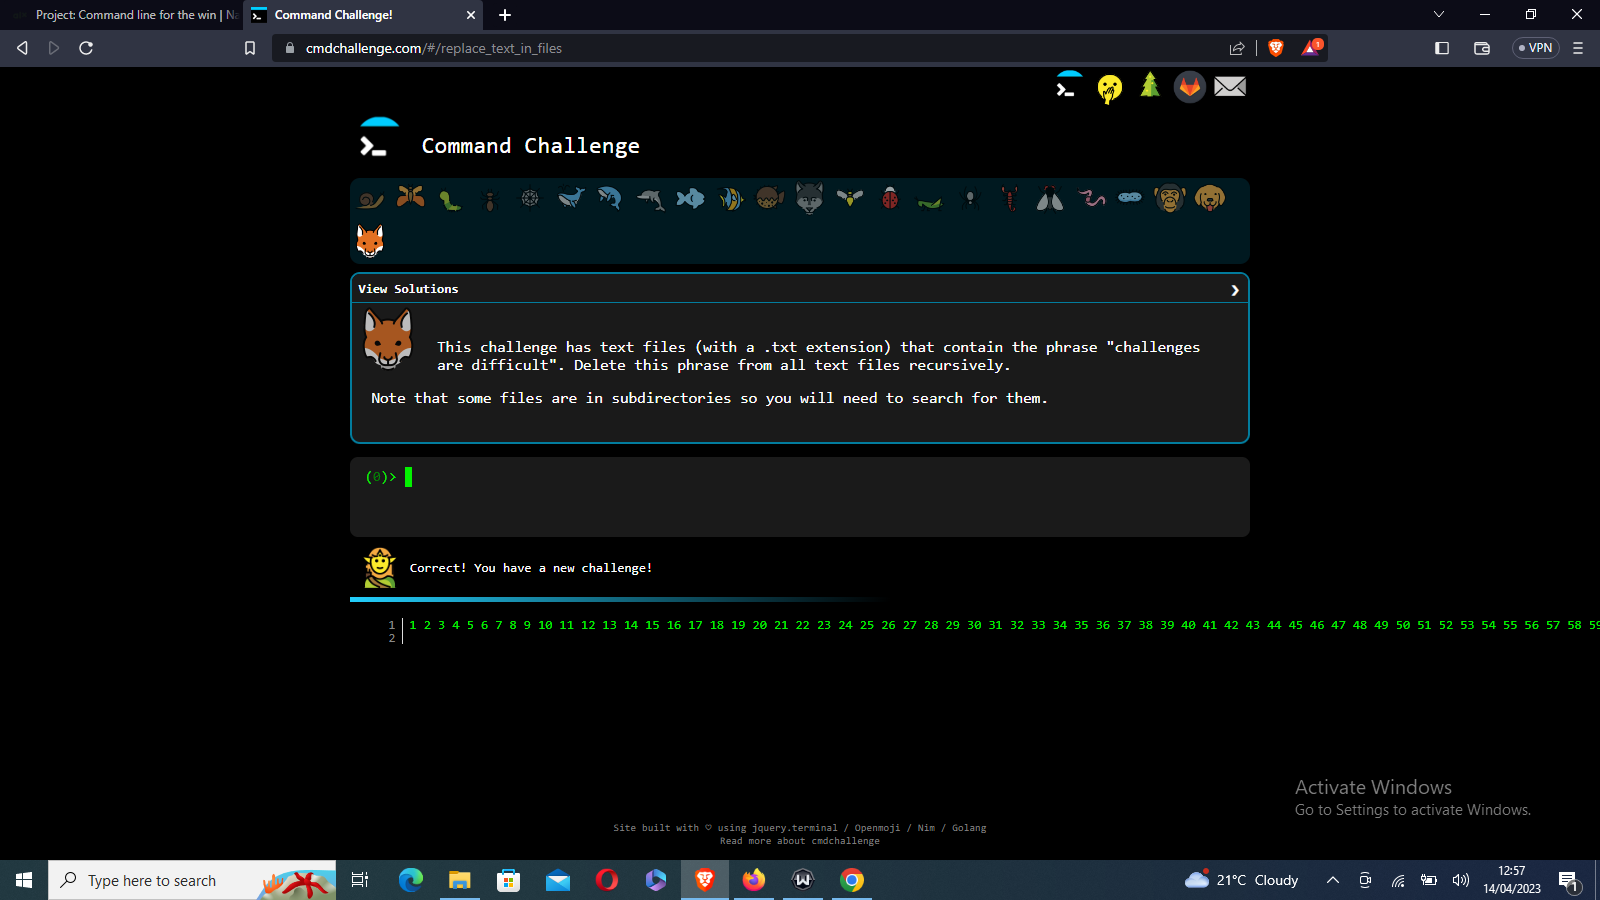 Project: Command line for the win | Na
Command Challenge!
cmdchallenge.com/#/replace_text_in_files
1
VPN
Command Challenge
View Solutions
This challenge has text files (with a .txt extension) that contain the phrase "challenges
are difficult". Delete this phrase from all text files recursively.
Note that some files are in subdirectories so you will need to search for them.
(0)>
Correct! You have a new challenge!
1 1 2 3 4 5 6 7 8 9 10 11 12 13 14 15 16 17 18 19 20 21 22 23 24 25 26 27 28 29 30 31 32 33 34 35 36 37 38 39 40 41 42 43 44 45 46 47 48 49 50 51 52 53 54 55 56 57 58 59
2
Activate Windows
Go to Settings to activate Windows.
Site built with ♡ using jquery.terminal / Openmoji / Nim / Golang
Read more about cmdchallenge
Type here to search
21°C Cloudy
12:57
14/04/2023
1